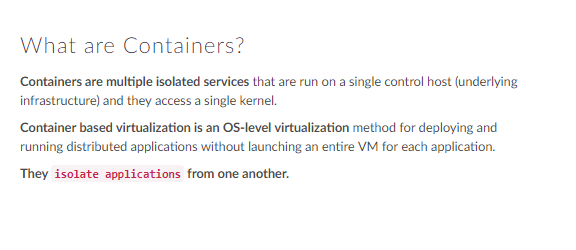 What are Containers?
Containers are multiple isolated services that are run on a single control host (underlying
infrastructure) and they access a single kernel.
Container based virtualization is an OS-level virtualization method for deploying and
running distributed applications without launching an entire VM for each application.
They isolate applications from one another.